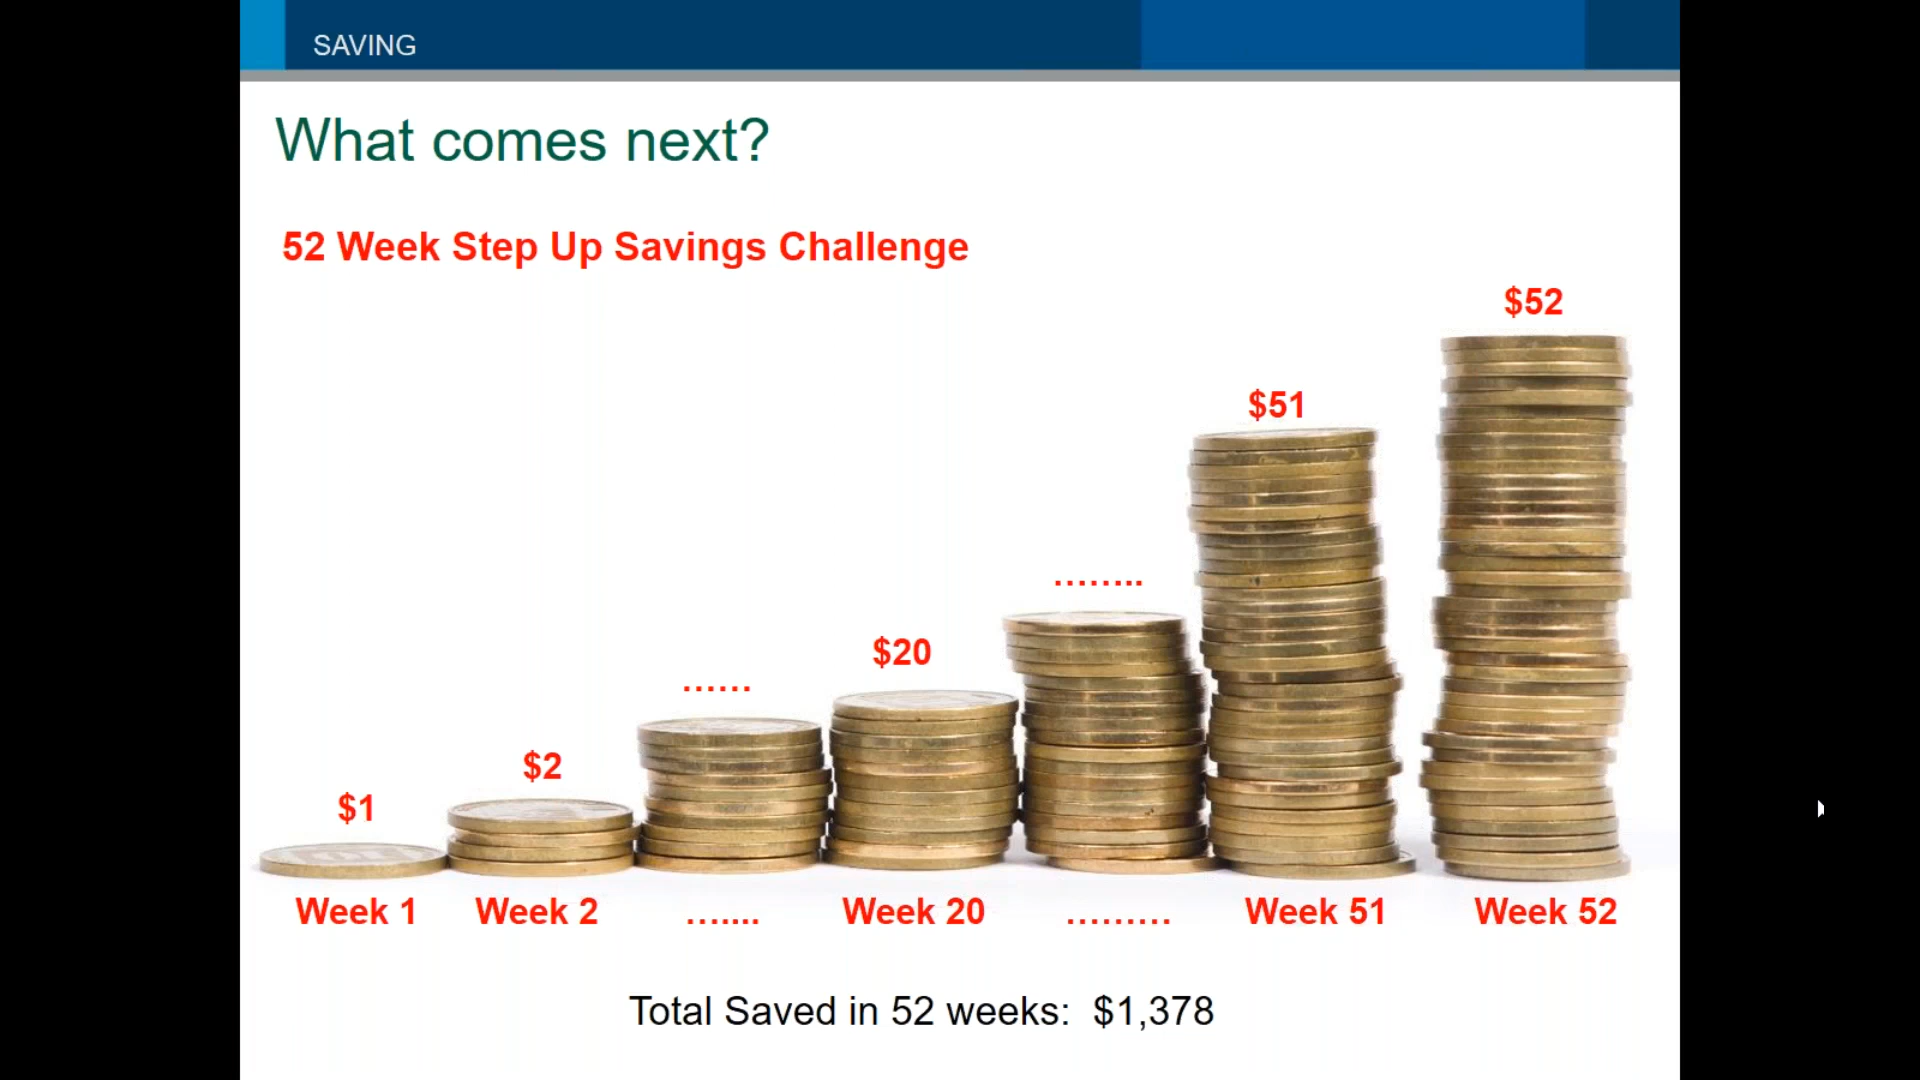 SAVING
What comes next?
52 Week Step Up Savings Challenge
$1
$2
......
$20
........
$51
$52
Week 1
Week 2
.......
Week 20
.........
Week 51
Week 52
Total Saved in 52 weeks: $1,378